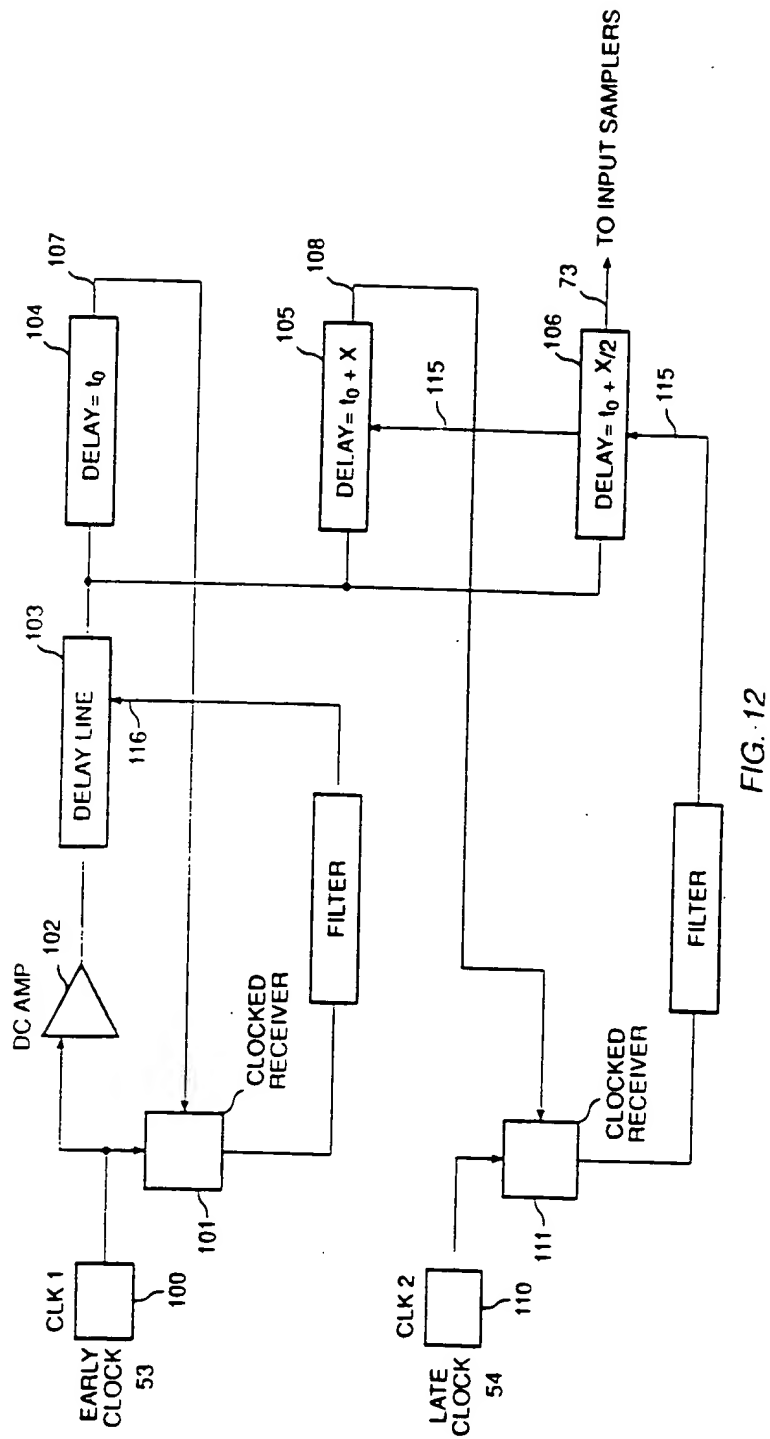 CLK 1
EARLY
CLOCK
53
100
DC AMP
102
101
CLOCKED
RECEIVER
FILTER
116
DELAY LINE
103
DELAY = t0
104
107
CLK 2
LATE
CLOCK
54
110
111
CLOCKED
RECEIVER
FILTER
DELAY = t0 + X
105
108
115
DELAY = t0 + X/2
106
115
73
TO INPUT SAMPLERS
FIG. 12